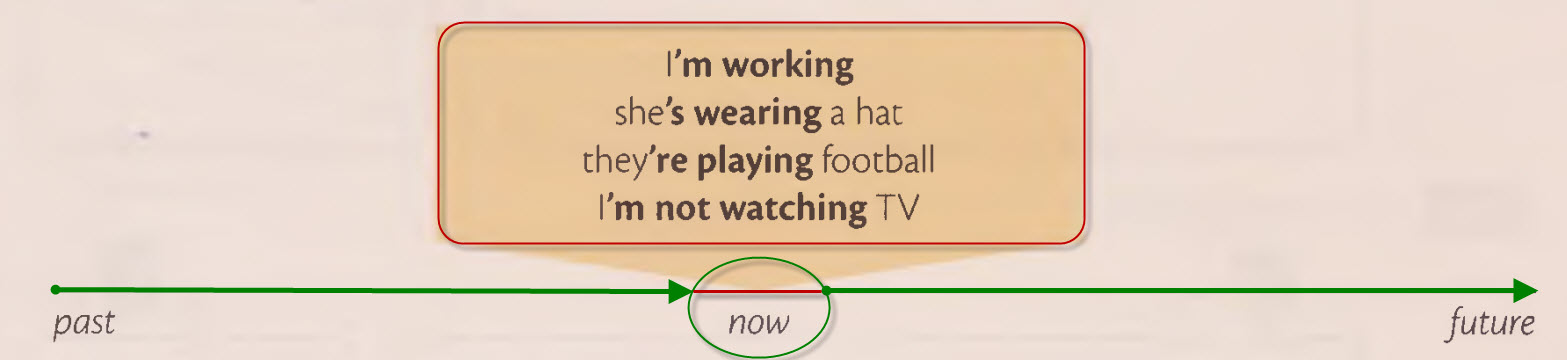 I'm working
she's wearing a hat
they're playing football
I'm not watching TV
past now future